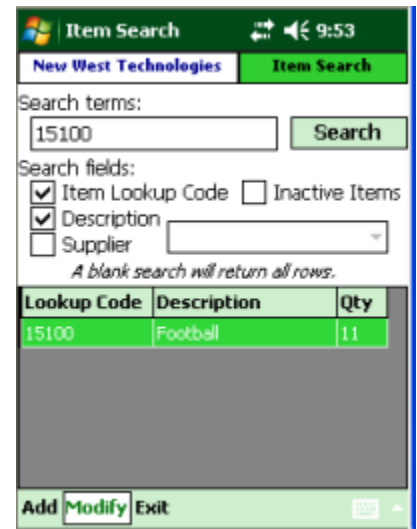 Item Search 9:53
New West Technologies Item Search
Search terms:
15100 Search
Search fields:
Item Lookup Code Inactive Items
Description
Supplier
A blank search will return all rows.
Lookup Code Description Qty
15100 Football 11
Add Modify Exit